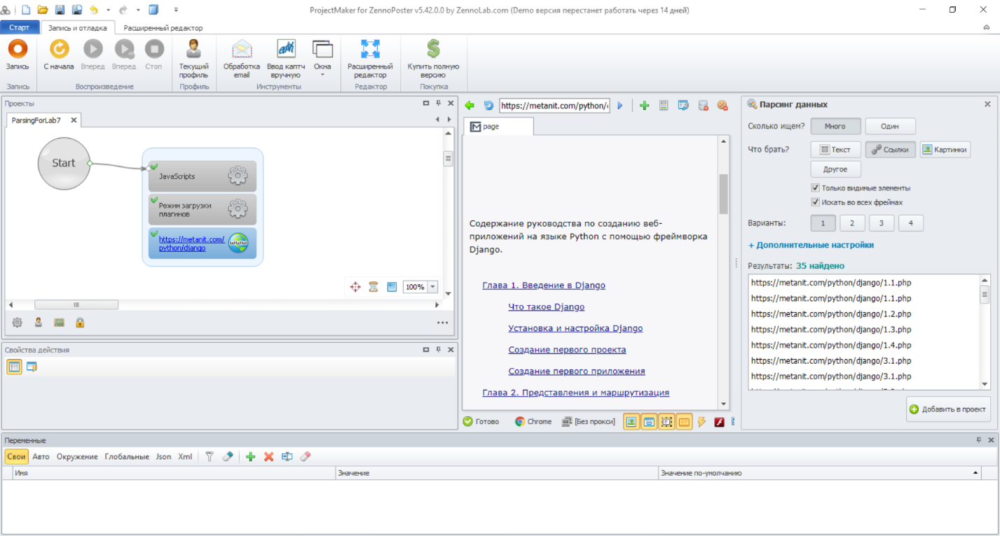 ProjectMaker for ZennoPoster v5.42.0.0 by ZennoLab.com (Demo версия перестанет работать через 14 дней)
Старт Запись и отладка Расширенный редактор
Запись С начала Вперед Вперед Стоп Текущий профиль Обработка email Ввод каптч вручную Окна Расширенный редактор Купить полную версию
Запись Воспроизведение Профиль Инструменты Редактор Покупка
Проекты
ParsingForLab7
Start
JavaScripts
Режим загрузки
плагинов
https://metanit.com/
python/django
100%
Свойства действия
https://metanit.com/python/
page
Содержание руководства по созданию веб-
приложений на языке Python с помощью фреймворка
Django.
Глава 1. Введение в Django
Что такое Django
Установка и настройка Django
Создание первого проекта
Создание первого приложения
Глава 2. Представления и маршрутизация
Готово Chrome [Без прокси]
Парсинг данных
Сколько ищем? Много Один
Что брать? Текст Ссылки Картинки
Другое
Только видимые элементы
Искать во всех фреймах
Варианты: 1 2 3 4
+ Дополнительные настройки
Результаты: 35 найдено
https://metanit.com/python/django/1.1.php
https://metanit.com/python/django/1.1.php
https://metanit.com/python/django/1.2.php
https://metanit.com/python/django/1.3.php
https://metanit.com/python/django/1.4.php
https://metanit.com/python/django/3.1.php
https://metanit.com/python/django/3.1.php
Добавить в проект
Переменные
Свои Авто Окружение Глобальные Json Xml
Имя Значение Значение по-умолчанию